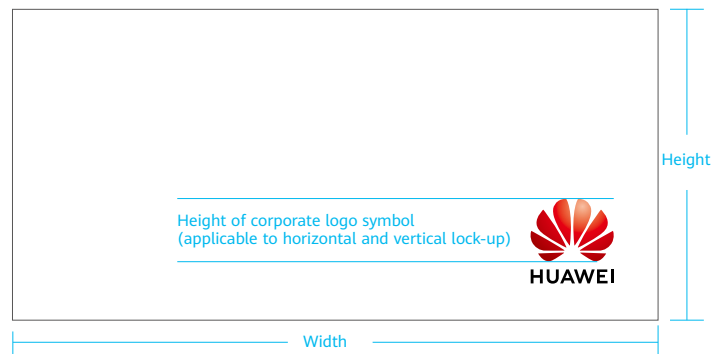 Height
Height of corporate logo symbol
(applicable to horizontal and vertical lock-up)
HUAWEI
Width